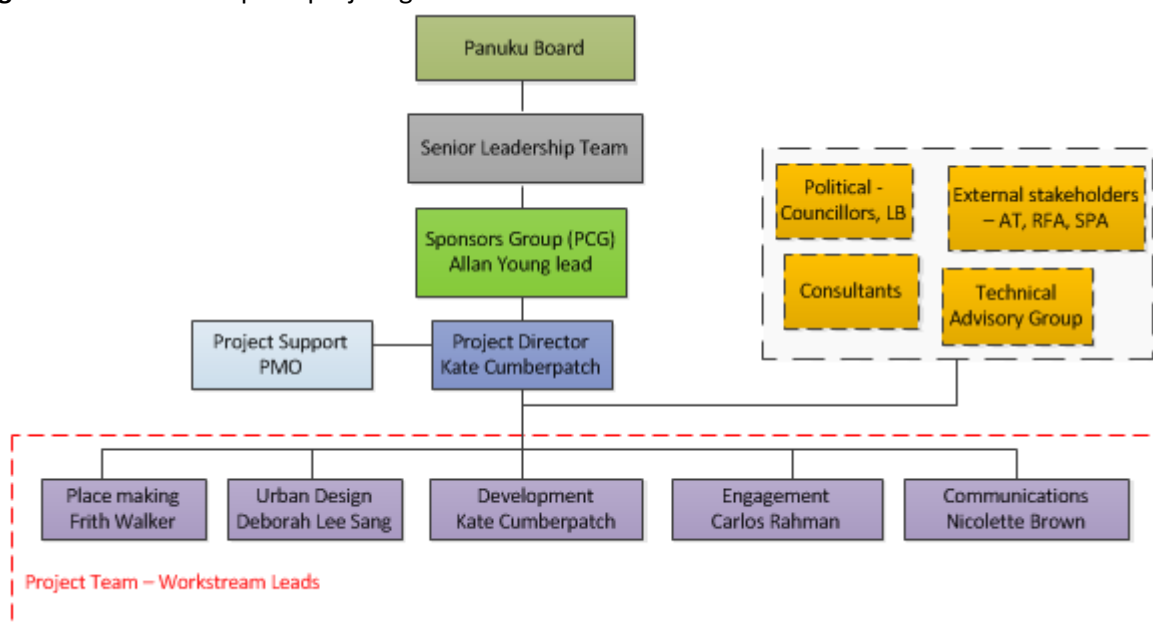 Panuku Board
Senior Leadership Team
Sponsors Group (PCG)
Allan Young lead
Political -
Councillors, LB
External stakeholders
– AT, RFA, SPA
Consultants
Technical
Advisory Group
Project Support
PMO
Project Director
Kate Cumberpatch
Place making
Frith Walker
Urban Design
Deborah Lee Sang
Development
Kate Cumberpatch
Engagement
Carlos Rahman
Communications
Nicolette Brown
Project Team – Workstream Leads